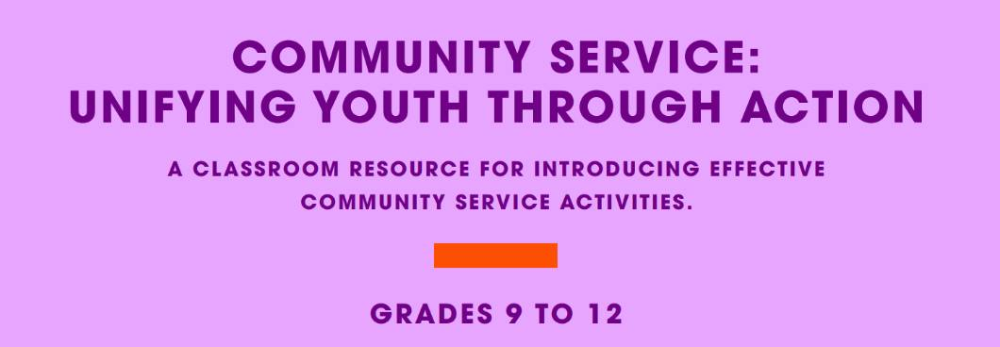 COMMUNITY SERVICE:
UNIFYING YOUTH THROUGH ACTION
A CLASSROOM RESOURCE FOR INTRODUCING EFFECTIVE
COMMUNITY SERVICE ACTIVITIES.
GRADES 9 TO 12